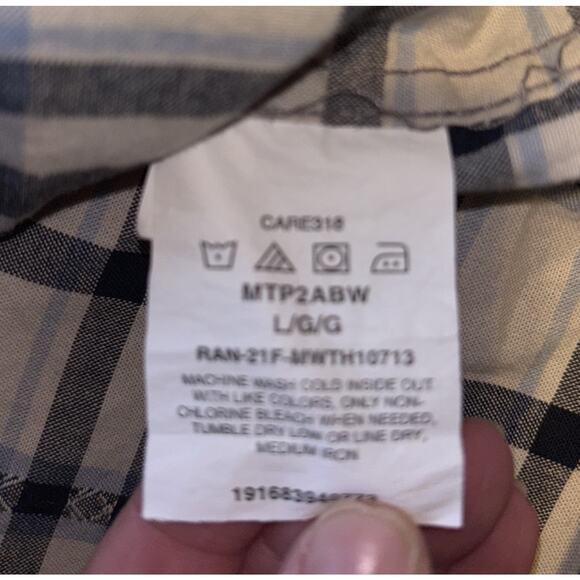 CARE318
MTP2ABW
L/G/G
RAN-21F-MWTH10713
MACHINE WASH COLD INSIDE OUT
WITH LIKE COLORS, ONLY NON-
CHLORINE BLEACH WHEN NEEDED,
TUMBLE DRY LOW OR LINE DRY,
MEDIUM IRON